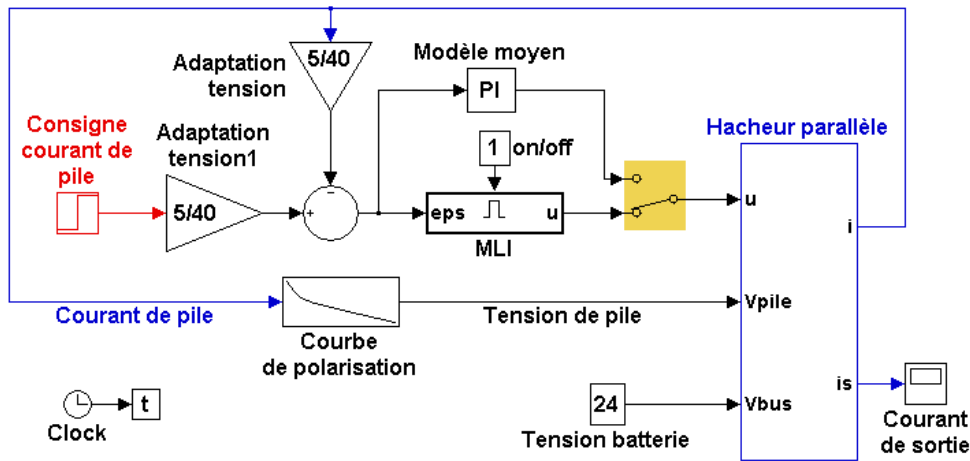 5/40
Adaptation
tension
Modèle moyen
PI
Consigne
courant de
pile
Adaptation
tension1
5/40
1
on/off
Hacheur parallèle
−
+
eps
u
MLI
u
i
Vpile
Courant de pile
Tension de pile
Courbe
de polarisation
is
Clock
t
24
Vbus
Tension batterie
Courant
de sortie